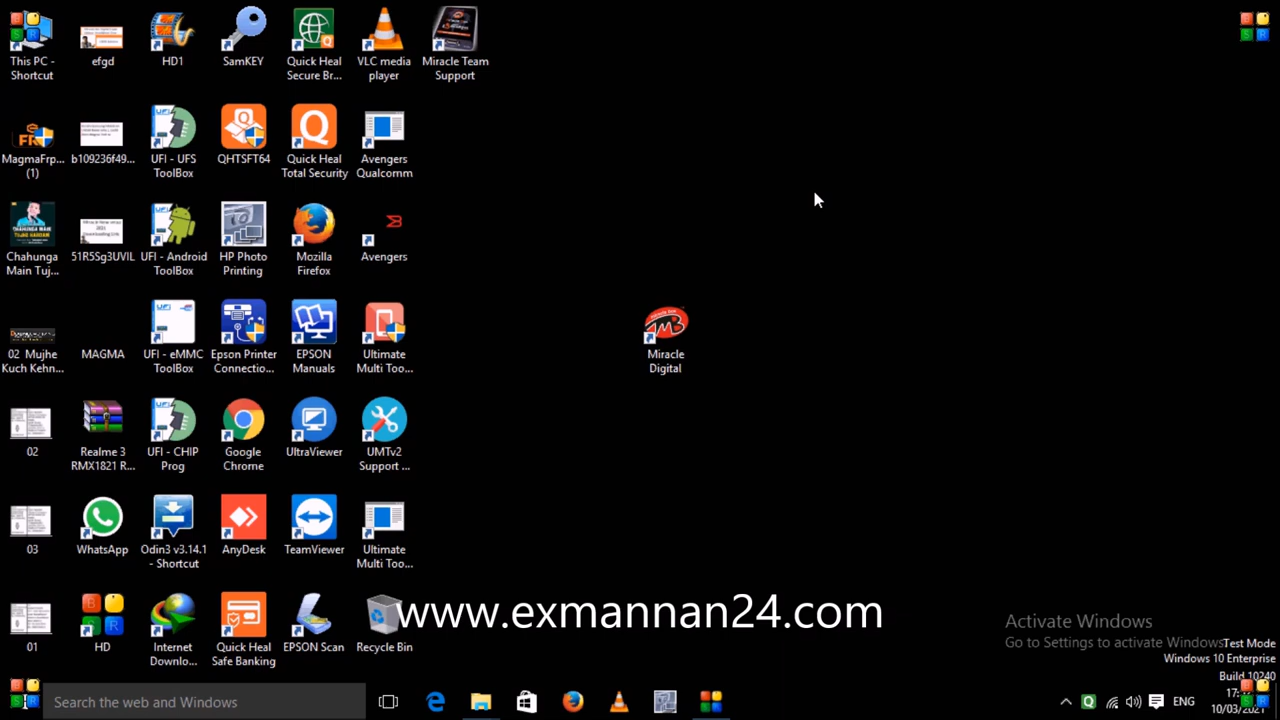 This PC -
Shortcut
efgd
HD1
SamKEY
Quick Heal
Secure Br...
VLC media
player
Miracle Team
Support
MagmaFrp...
(1)
b109236f49...
UFI - UFS
ToolBox
QHTSFT64
Quick Heal
Total Security
Avengers
Qualcomm
Chahunga
Main Tuj...
51R5Sg3UVIL
UFI - Android
ToolBox
HP Photo
Printing
Mozilla
Firefox
Avengers
02 Mujhe
Kuch Kehn...
MAGMA
UFI - eMMC
ToolBox
Epson Printer
Connectio...
EPSON
Manuals
Ultimate
Multi Too...
Miracle
Digital
02
Realme 3
RMX1821 R...
UFI - CHIP
Prog
Google
Chrome
UltraViewer
UMTv2
Support ...
03
WhatsApp
Odin3 v3.14.1
- Shortcut
AnyDesk
TeamViewer
Ultimate
Multi Too...
01
HD
Internet
Downlo...
Quick Heal
Safe Banking
EPSON Scan
Recycle Bin
www.exmannan24.com
Activate Windows
Go to Settings to activate Windows
Test Mode
Windows 10 Enterprise
Build 10240
Search the web and Windows
ENG